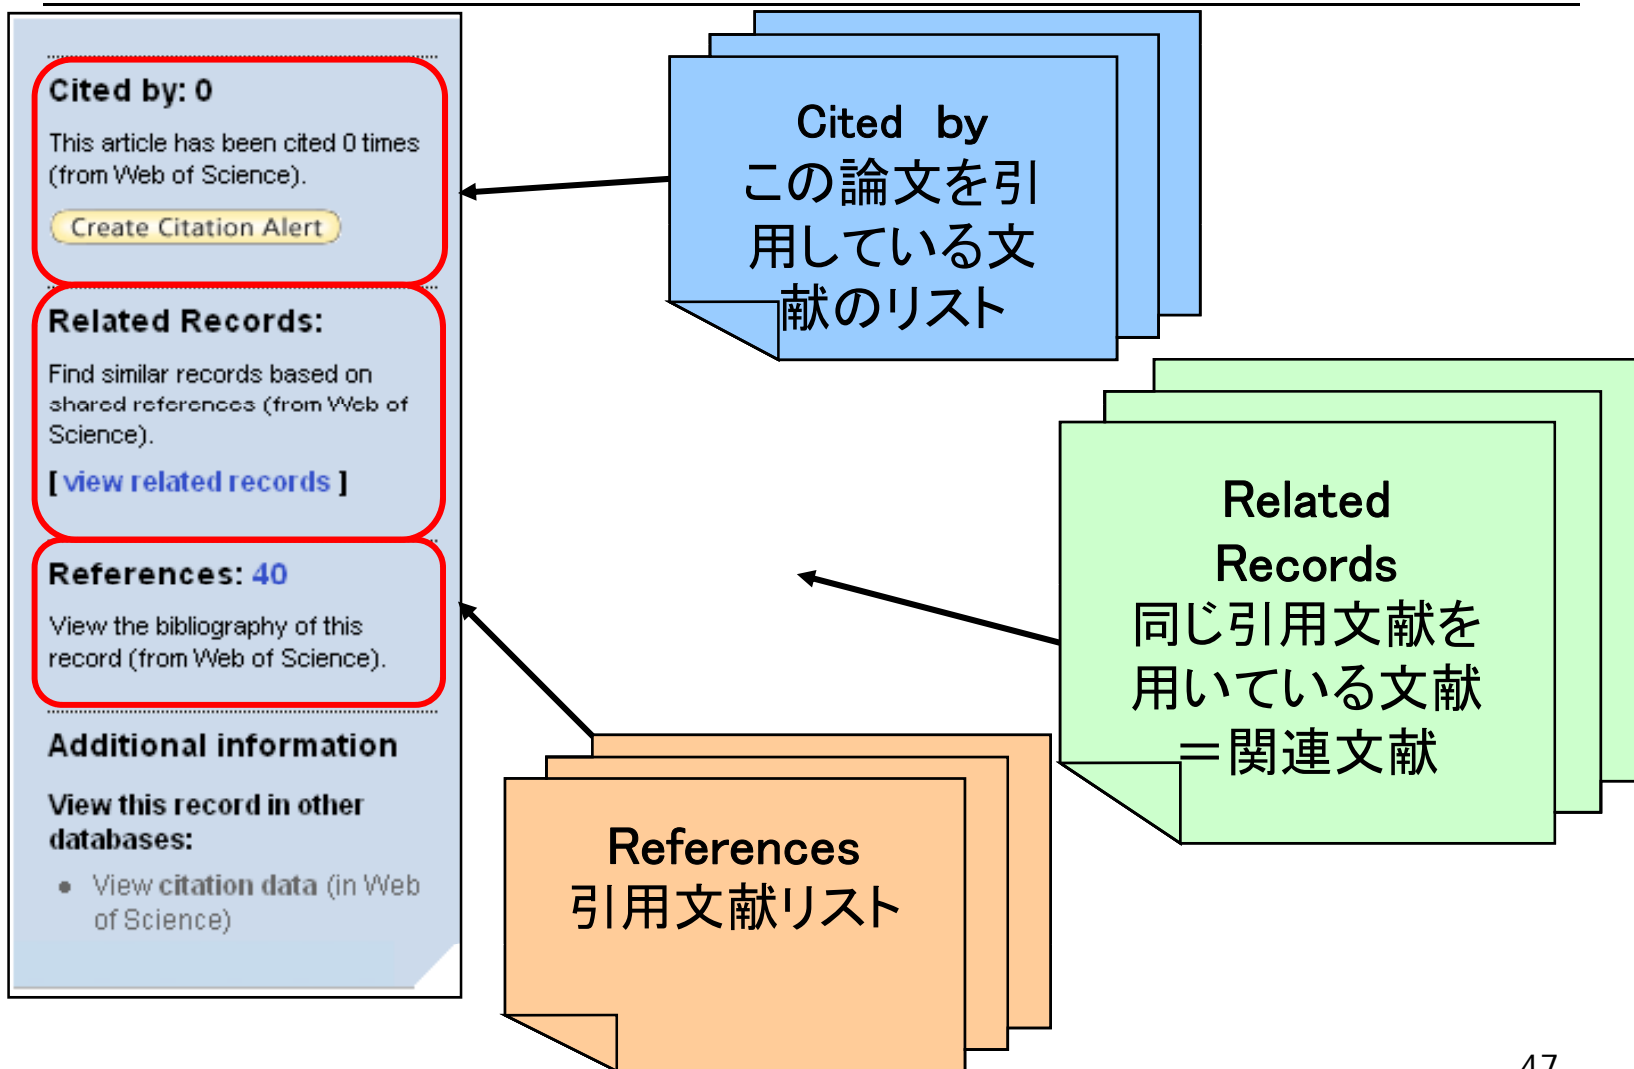 Cited by: 0
This article has been cited 0 times
(from Web of Science).
Create Citation Alert
Related Records:
Find similar records based on
shared references (from Web of
Science).
[ view related records ]
References: 40
View the bibliography of this
record (from Web of Science).
Additional information
View this record in other
databases:
● View citation data (in Web
of Science)
Cited by
この論文を引
用している文
献のリスト
Related
Records
同じ引用文献を
用いている文献
＝関連文献
References
引用文献リスト
47